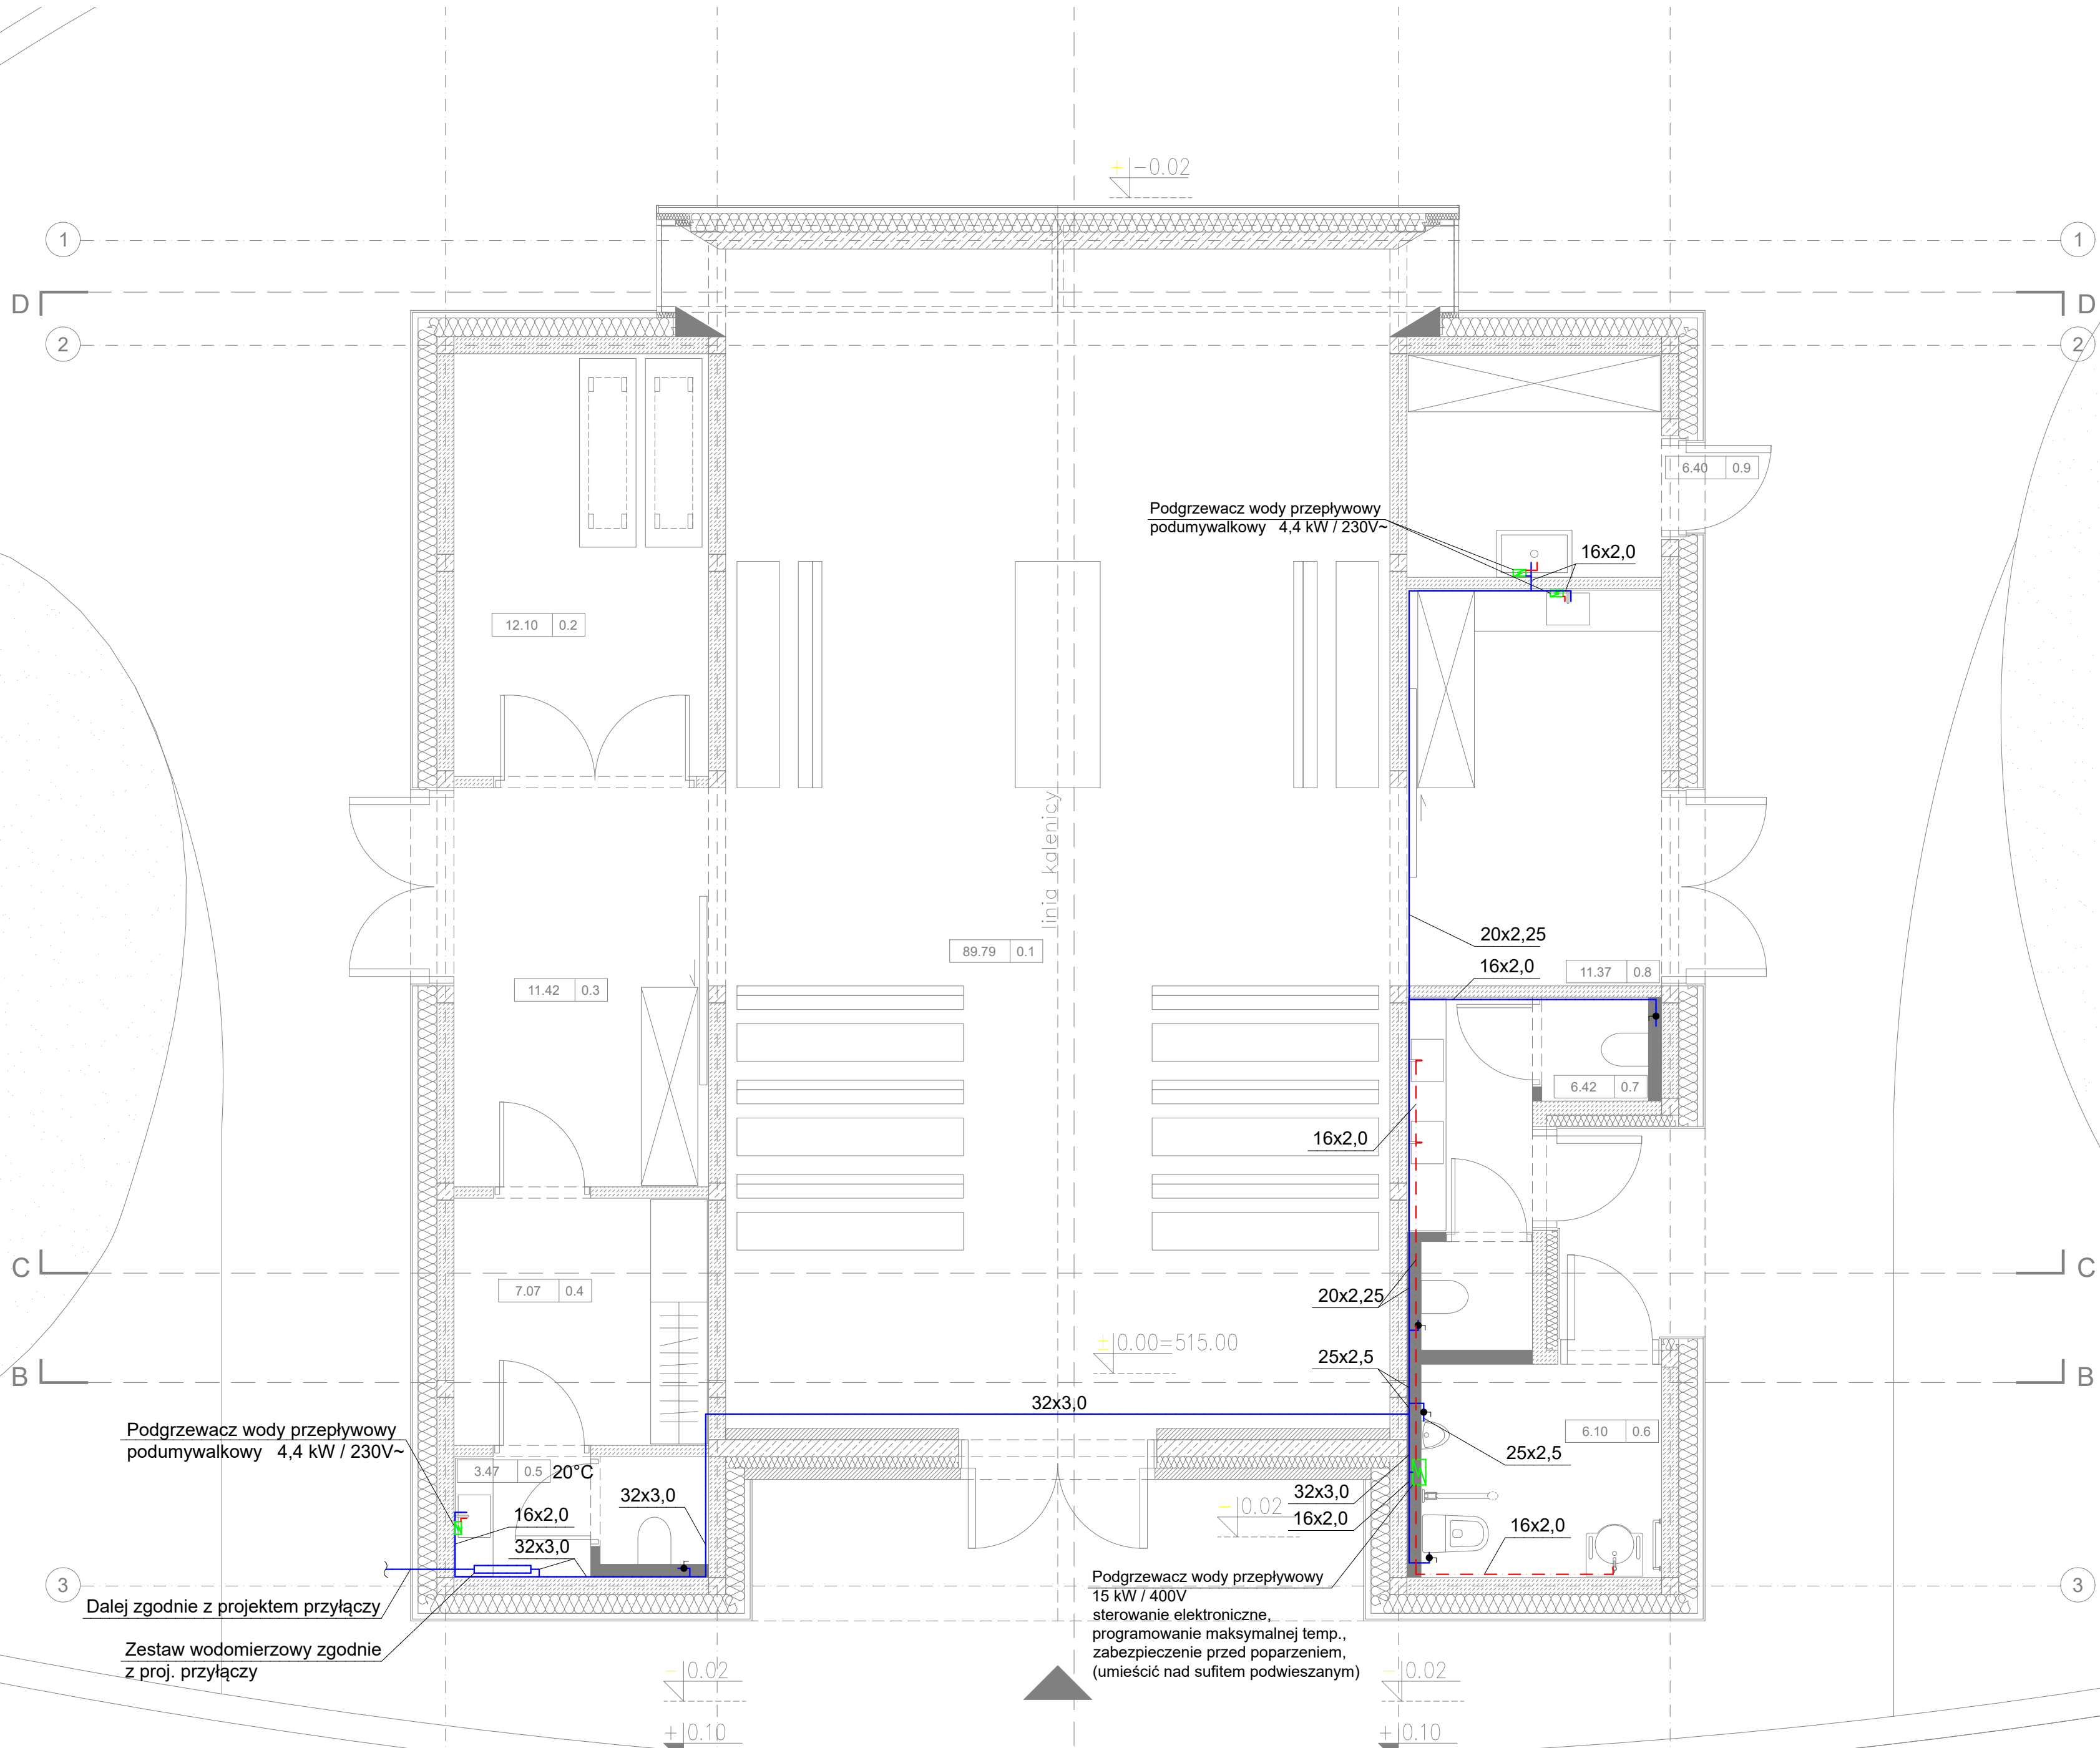 + -0.02
1
1
D
D
2
2
6.40 0.9
Podgrzewacz wody przepływowy
podumywalkowy 4,4 kW / 230V~
16x2,0
12.10 0.2
linia kalenicy
20x2,25
89.79 0.1
16x2,0
11.37 0.8
11.42 0.3
6.42 0.7
16x2,0
C
C
7.07 0.4
20x2,25
±0.00=515.00
25x2,5
B
B
32x3,0
Podgrzewacz wody przepływowy
podumywalkowy 4,4 kW / 230V~
6.10 0.6
25x2,5
3.47 0.5 20°C
32x3,0
32x3,0
-0.02
16x2,0
16x2,0
16x2,0
32x3,0
3
3
Podgrzewacz wody przepływowy
15 kW / 400V
sterowanie elektroniczne,
programowanie maksymalnej temp.,
zabezpieczenie przed poparzeniem,
(umieścić nad sufitem podwieszanym)
Dalej zgodnie z projektem przyłączy
Zestaw wodomierzowy zgodnie
z proj. przyłączy
-0.02
-0.02
+0.10
+0.10